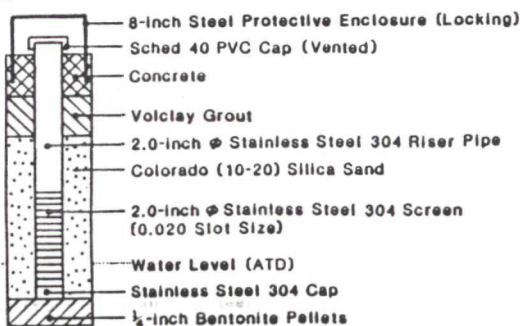 8-inch Steel Protective Enclosure (Locking)
Sched 40 PVC Cap (Vented)
Concrete
Volclay Grout
2.0-inch ⌀ Stainless Steel 304 Riser Pipe
Colorado (10-20) Silica Sand
2.0-inch ⌀ Stainless Steel 304 Screen
(0.020 Slot Size)
Water Level (ATD)
Stainless Steel 304 Cap
¼-inch Bentonite Pellets